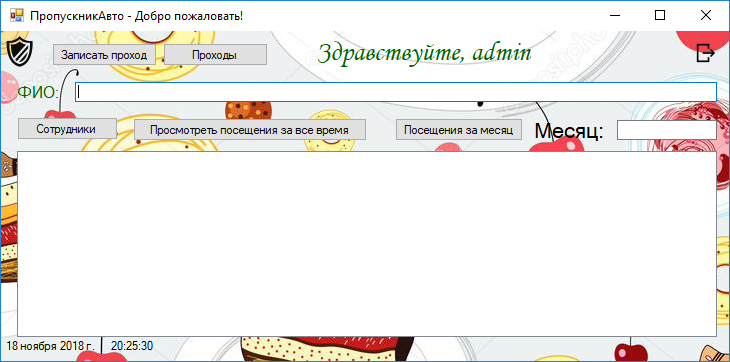 ПропускникАвто - Добро пожаловать!
Записать проход Проходы Здравствуйте, admin
ФИО:
Сотрудники Просмотреть посещения за все время Посещения за месяц Месяц:
18 ноября 2018 г. 20:25:30